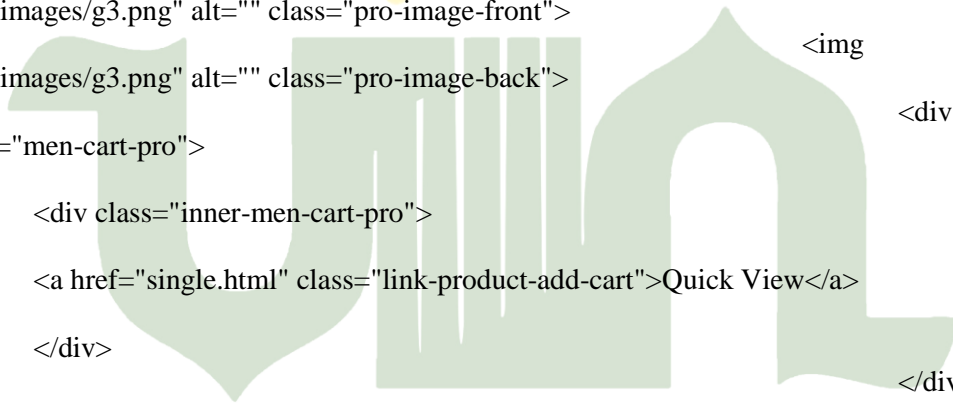 images/g3.png" alt="" class="pro-image-front">
<img
images/g3.png" alt="" class="pro-image-back">
<div
="men-cart-pro">
<div class="inner-men-cart-pro">
<a href="single.html" class="link-product-add-cart">Quick View</a>
</div>
</div